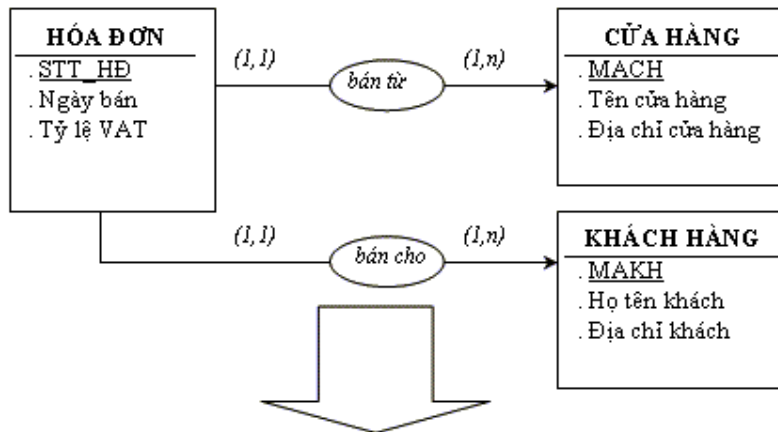 HÓA ĐƠN
. STT_HĐ
. Ngày bán
. Tỷ lệ VAT
(1,1)
bán từ
(1,n)
CỬA HÀNG
. MACH
. Tên cửa hàng
. Địa chỉ cửa hàng
(1,1)
bán cho
(1,n)
KHÁCH HÀNG
. MAKH
. Họ tên khách
. Địa chỉ khách